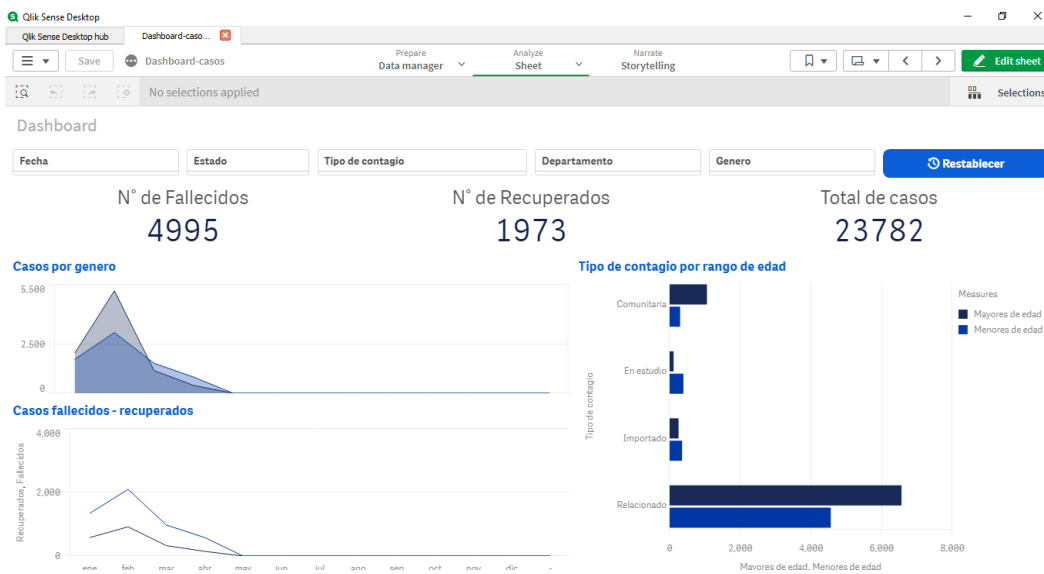 Qlik Sense Desktop
Qlik Sense Desktop hub
Dashboard-caso...
Save
Dashboard-casos
Prepare
Data manager
Analyze
Sheet
Narrate
Storytelling
Edit sheet
No selections applied
Selections
Dashboard
Fecha
Estado
Tipo de contagio
Departamento
Genero
Restablecer
N° de Fallecidos
4995
N° de Recuperados
1973
Total de casos
23782
Casos por genero
5,500
2,500
0
Casos fallecidos - recuperados
Recuperados, Fallecidos
4,000
2,000
0
ene feb mar abr may jun jul ago sep oct nov dic -
Tipo de contagio por rango de edad
Tipo de contagio
Comunitaria
En estudio
Importado
Relacionado
0 2,000 4,000 6,000 8,000
Mayores de edad, Menores de edad
Measures
Mayores de edad
Menores de edad